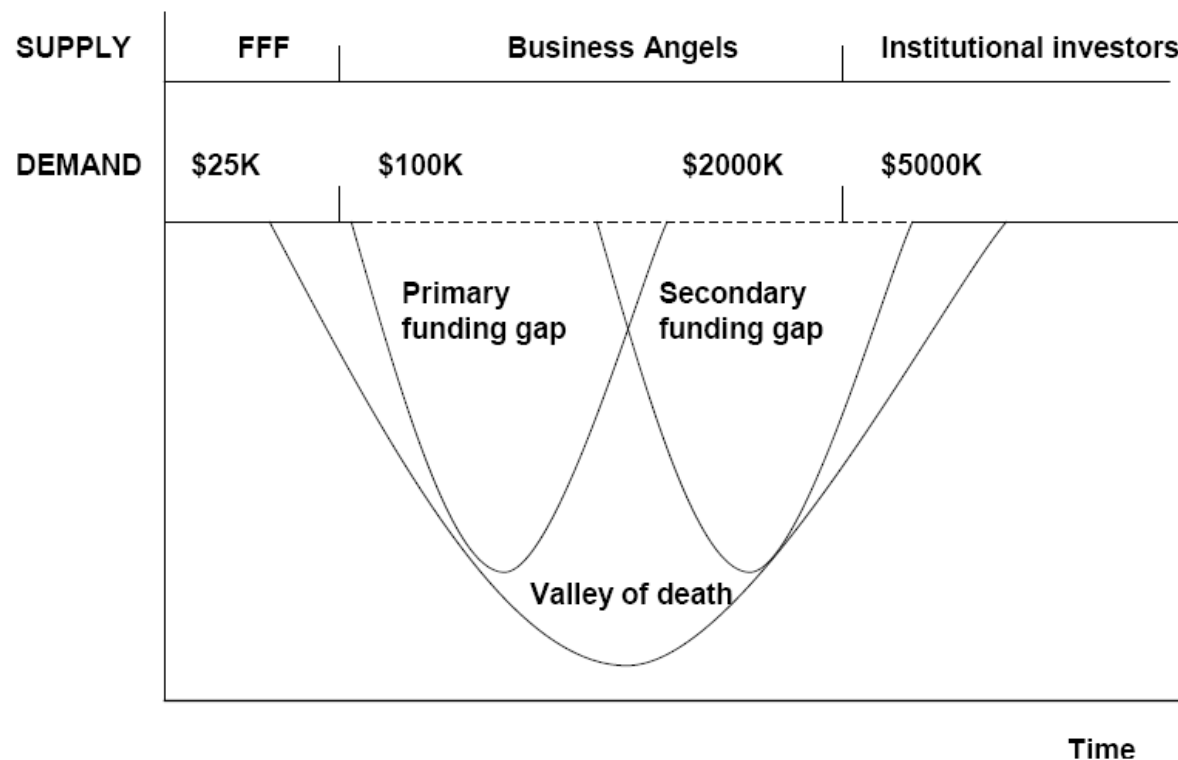 SUPPLY FFF Business Angels Institutional investors
DEMAND $25K $100K $2000K $5000K
Primary funding gap
Secondary funding gap
Valley of death
Time